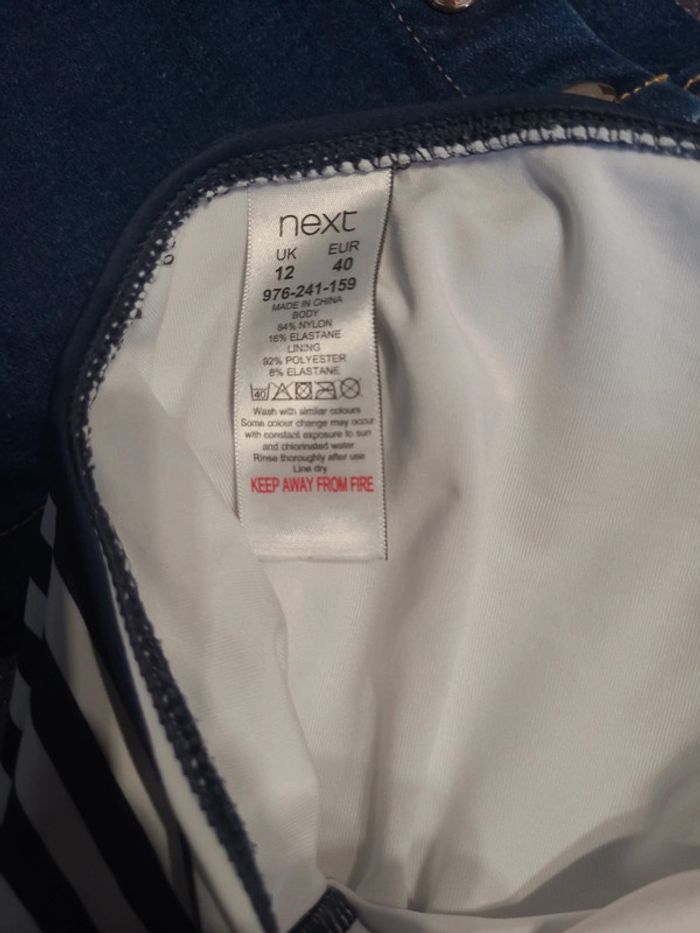 next
UK EUR
12 40
976-241-159
MADE IN CHINA
BODY
84% NYLON
16% ELASTANE
LINING
92% POLYESTER
8% ELASTANE
40
Wash with similar colours
Some colour change may occur
with constant exposure to sun
and chlorinated water
Rinse thoroughly after use
Line dry
KEEP AWAY FROM FIRE